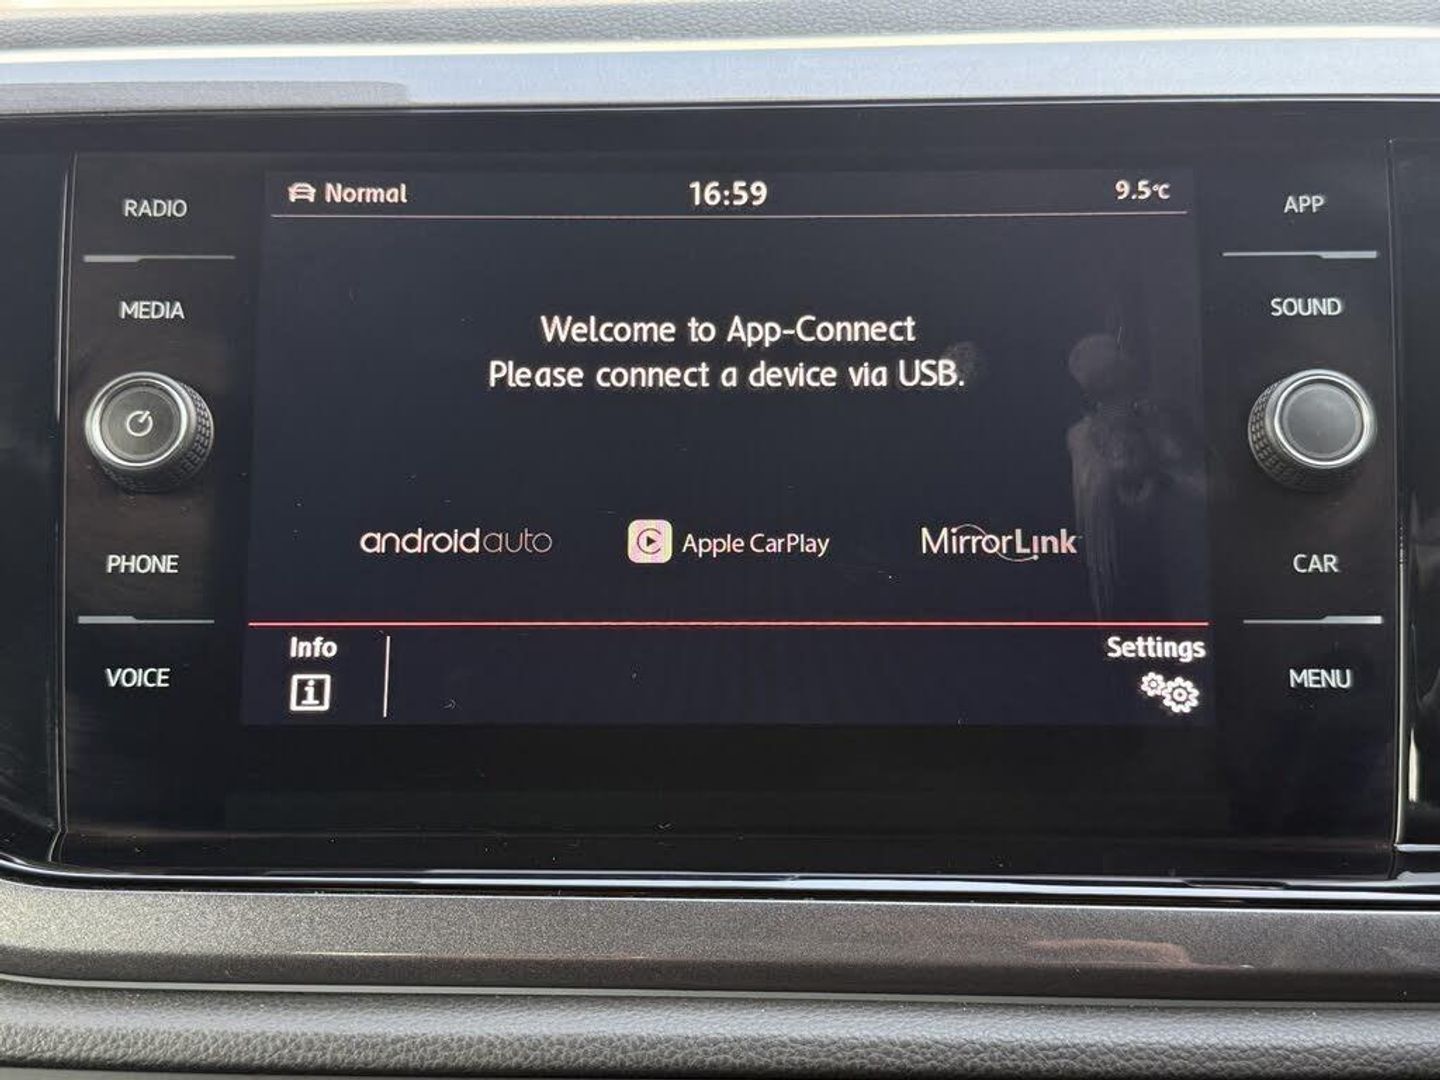 RADIO
MEDIA
PHONE
VOICE
Normal 16:59 9.5°C
Welcome to App-Connect
Please connect a device via USB.
androidauto Apple CarPlay MirrorLink
Info Settings
APP
SOUND
CAR
MENU